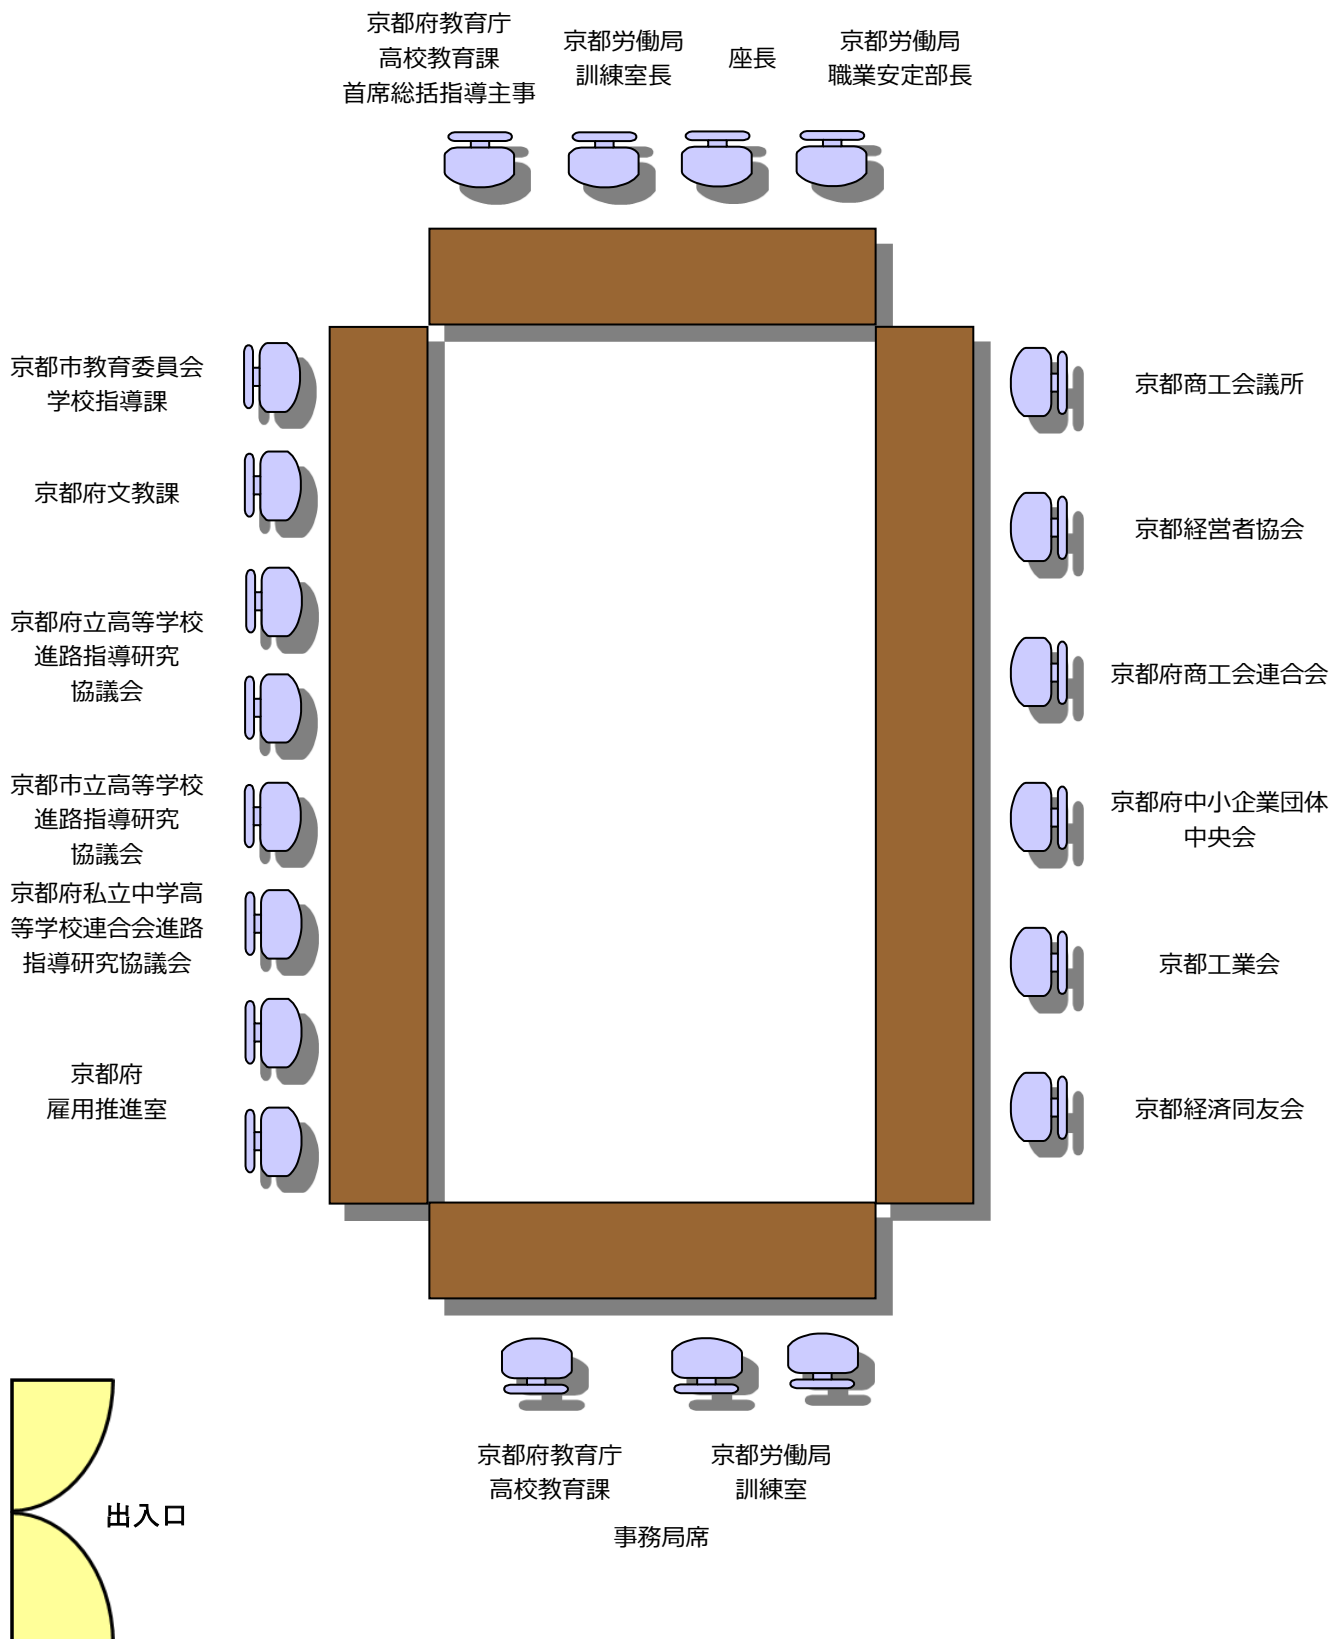 京都府教育庁
高校教育課
首席総括指導主事
京都労働局
訓練室長
座長
京都労働局
職業安定部長
京都市教育委員会
学校指導課
京都府文教課
京都府立高等学校
進路指導研究
協議会
京都市立高等学校
進路指導研究
協議会
京都府私立中学高
等学校連合会進路
指導研究協議会
京都府
雇用推進室
京都商工会議所
京都経営者協会
京都府商工会連合会
京都府中小企業団体
中央会
京都工業会
京都経済同友会
京都府教育庁
高校教育課
京都労働局
訓練室
事務局席
出入口